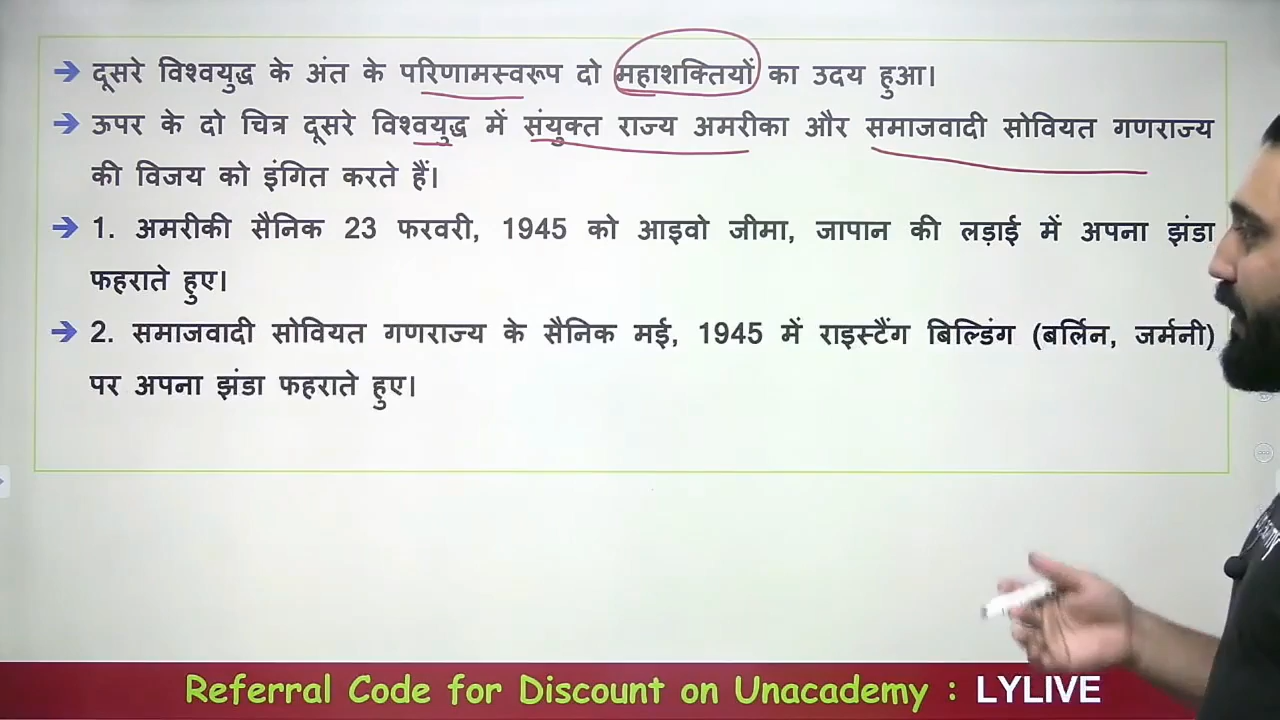 → दूसरे विश्वयुद्ध के अंत के परिणामस्वरूप दो महाशक्तियों का उदय हुआ।
→ ऊपर के दो चित्र दूसरे विश्वयुद्ध में संयुक्त राज्य अमरीका और समाजवादी सोवियत गणराज्य
की विजय को इंगित करते हैं।
→ 1. अमरीकी सैनिक 23 फरवरी, 1945 को आइवो जीमा, जापान की लड़ाई में अपना झंडा
फहराते हुए।
→ 2. समाजवादी सोवियत गणराज्य के सैनिक मई, 1945 में राइस्टैंग बिल्डिंग (बर्लिन, जर्मनी)
पर अपना झंडा फहराते हुए।
Referral Code for Discount on Unacademy : LYLIVE